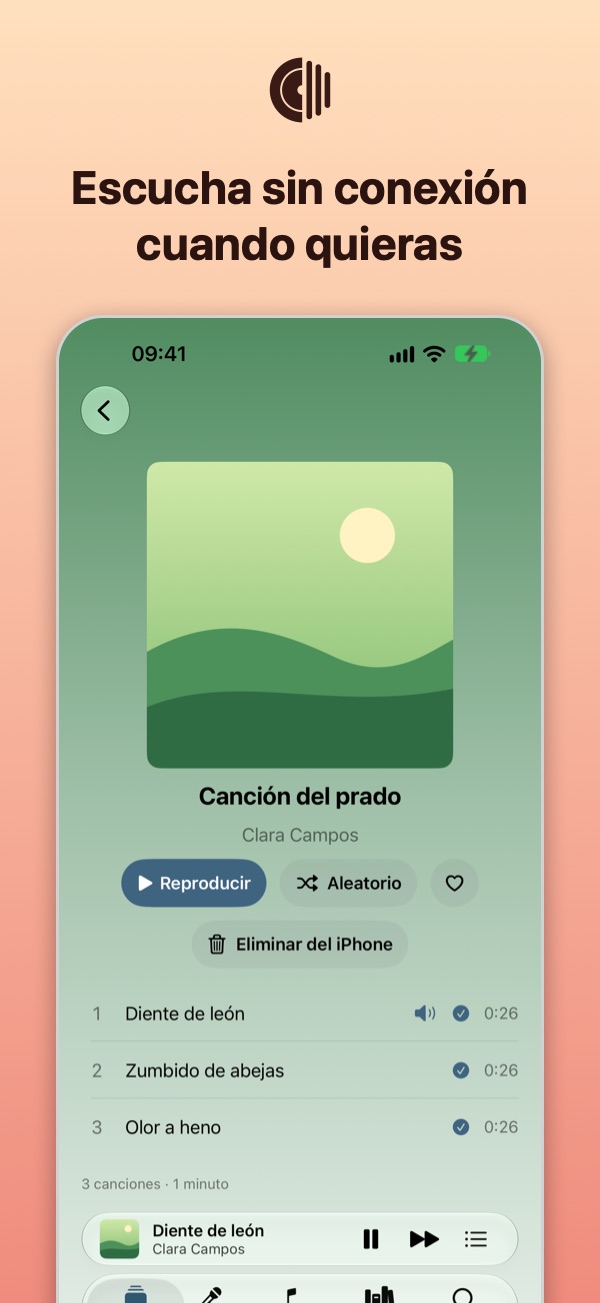 Escucha sin conexión
cuando quieras
09:41
Canción del prado
Clara Campos
Reproducir
Aleatorio
Eliminar del iPhone
1 Diente de león 0:26
2 Zumbido de abejas 0:26
3 Olor a heno 0:26
3 canciones · 1 minuto
Diente de león
Clara Campos